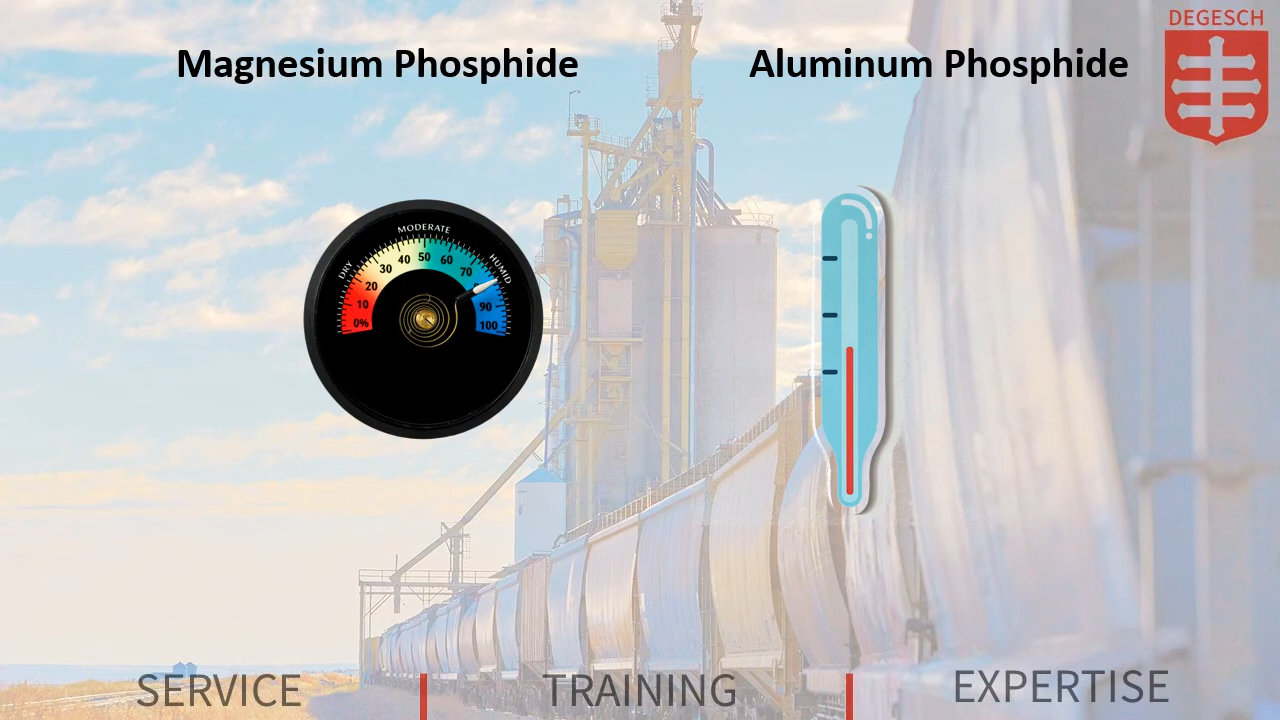 DEGESCH
Magnesium Phosphide
Aluminum Phosphide
MODERATE
DRY
HUMID
0%
10
20
30
40
50
60
70
90
100
SERVICE
TRAINING
EXPERTISE